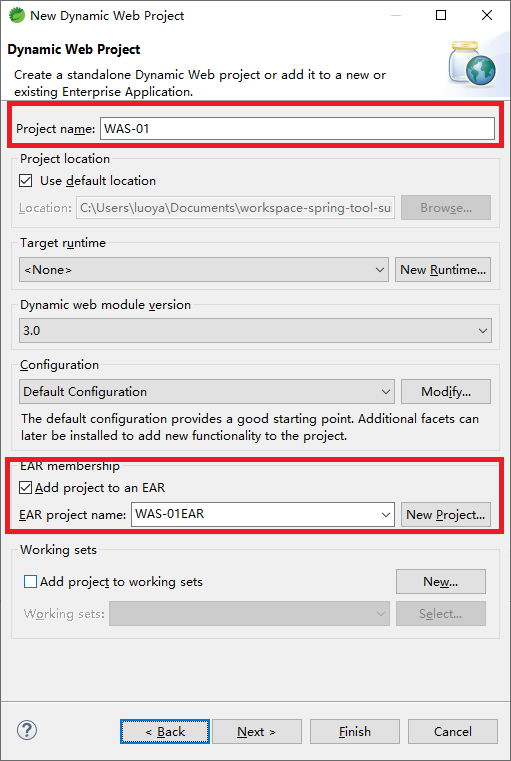 New Dynamic Web Project
Dynamic Web Project
Create a standalone Dynamic Web project or add it to a new or
existing Enterprise Application.
Project name: WAS-01
Project location
Use default location
Location: C:\Users\luoya\Documents\workspace-spring-tool-sui Browse...
Target runtime
<None> New Runtime...
Dynamic web module version
3.0
Configuration
Default Configuration Modify...
The default configuration provides a good starting point. Additional facets can
later be installed to add new functionality to the project.
EAR membership
Add project to an EAR
EAR project name: WAS-01EAR New Project...
Working sets
Add project to working sets New...
Working sets: Select...
? < Back Next > Finish Cancel